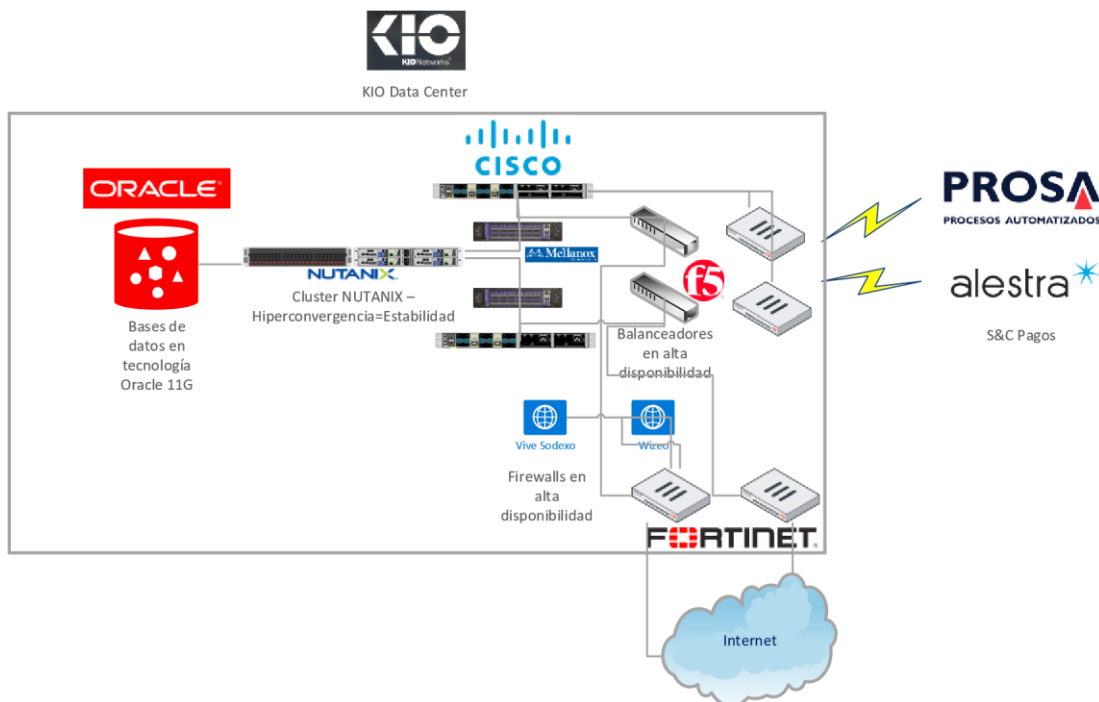 KIO
KIO Networks
KIO Data Center
CISCO
ORACLE
PROSA
PROCESOS AUTOMATIZADOS
Mellanox
NUTANIX
f5
alestra
Cluster NUTANIX –
Hiperconvergencia=Estabilidad
Bases de
datos en
tecnología
Oracle 11G
Balanceadores
en alta
disponibilidad
S&C Pagos
Vive Sodexo
Wizeo
Firewalls en
alta
disponibilidad
FORTINET
Internet